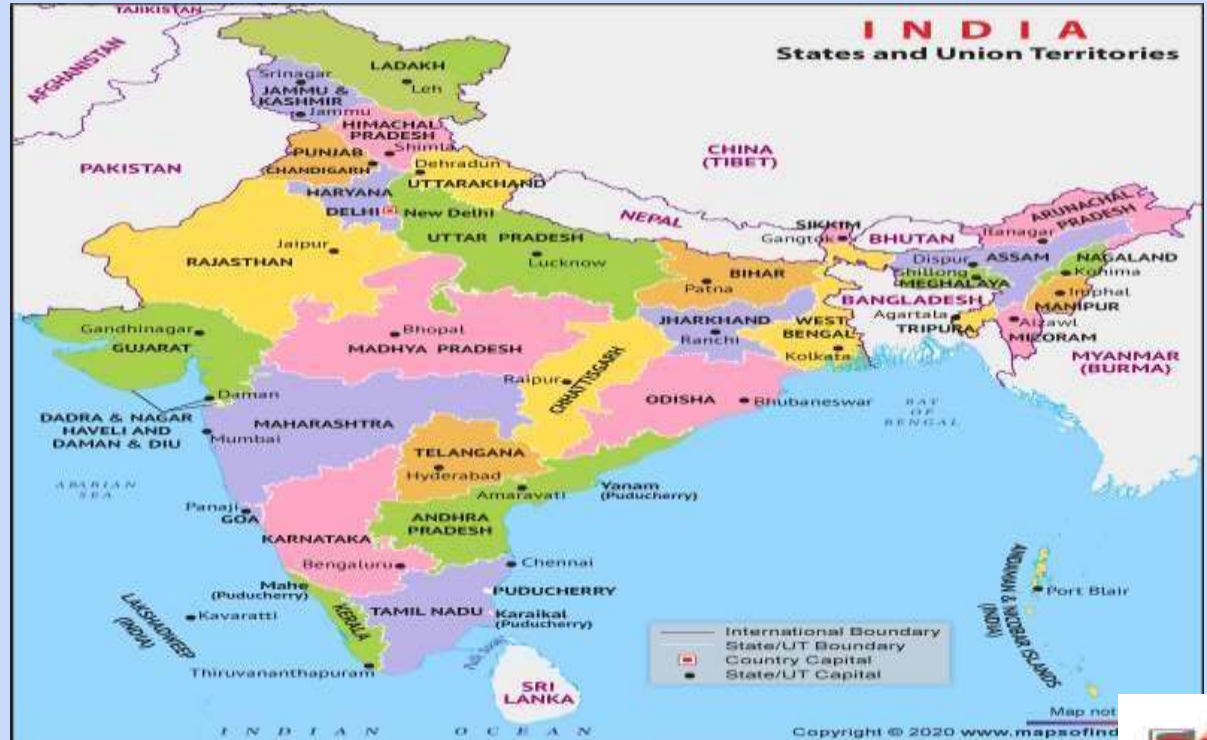 TAJIKISTAN
INDIA
States and Union Territories
AFGHANISTAN
LADAKH
Leh
Srinagar
JAMMU &
KASHMIR
Jammu
HIMACHAL
PRADESH
Shimla
PAKISTAN
PUNJAB
CHANDIGARH
Dehradun
UTTARAKHAND
CHINA
(TIBET)
HARYANA
DELHI
New Delhi
NEPAL
SIKKIM
Gangtok
BHUTAN
ARUNACHAL
PRADESH
Itanagar
Jaipur
RAJASTHAN
UTTAR PRADESH
Lucknow
BIHAR
Patna
Dispur
ASSAM
NAGALAND
Kohima
Shillong
MEGHALAYA
Imphal
MANIPUR
BANGLADESH
Agartala
TRIPURA
Aizawl
MIZORAM
MYANMAR
(BURMA)
Gandhinagar
GUJARAT
Bhopal
MADHYA PRADESH
JHARKHAND
Ranchi
WEST
BENGAL
Kolkata
Raipur
CHHATTISGARH
ODISHA
Bhubaneswar
BAY
OF
BENGAL
Daman
DADRA & NAGAR
HAVELI AND
DAMAN & DIU
Mumbai
MAHARASHTRA
TELANGANA
Hyderabad
ARABIAN
SEA
Amaravati
Yanam
(Puducherry)
Panaji
GOA
KARNATAKA
ANDHRA
PRADESH
Bengaluru
Chennai
Mahe
(Puducherry)
PUDUCHERRY
LAKSHADWEEP
(INDIA)
Kavaratti
KERALA
TAMIL NADU
Karaikal
(Puducherry)
ANDAMAN & NICOBAR ISLANDS
(INDIA)
Port Blair
Thiruvananthapuram
SRI
LANKA
International Boundary
State/UT Boundary
Country Capital
State/UT Capital
INDIAN OCEAN
Map not
Copyright © 2020 www.mapsofind